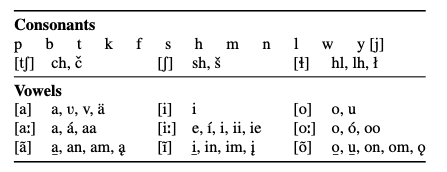 Consonants
p b t k f s h m n l w y [j]
[tʃ] ch, č [ʃ] sh, š [ɬ] hl, lh, ł
Vowels
[a] a, ʋ, v, ä [i] i [o] o, u
[aː] a, á, aa [iː] e, í, i, ii, ie [oː] o, ó, oo
[ã] a̱, an, am, ą [ĩ] i̱, in, im, į [õ] o̱, u̱, on, om, ǫ